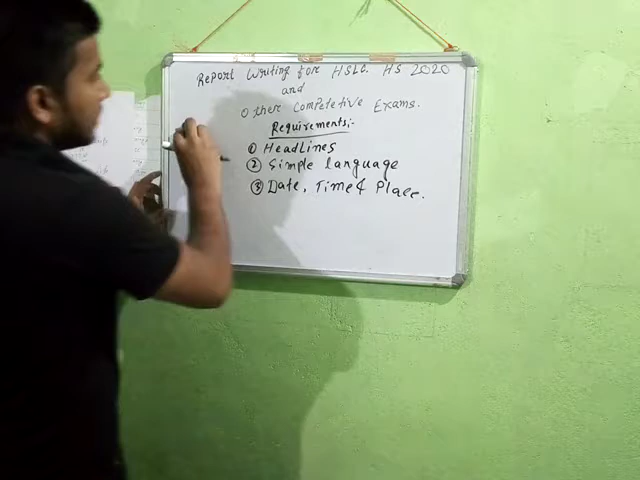 Report Writing for HSLC. HS 2020
and
Other Competetive Exams.
Requirements:-
① HeadLines
② Simple language
③ Date, Time & Place.